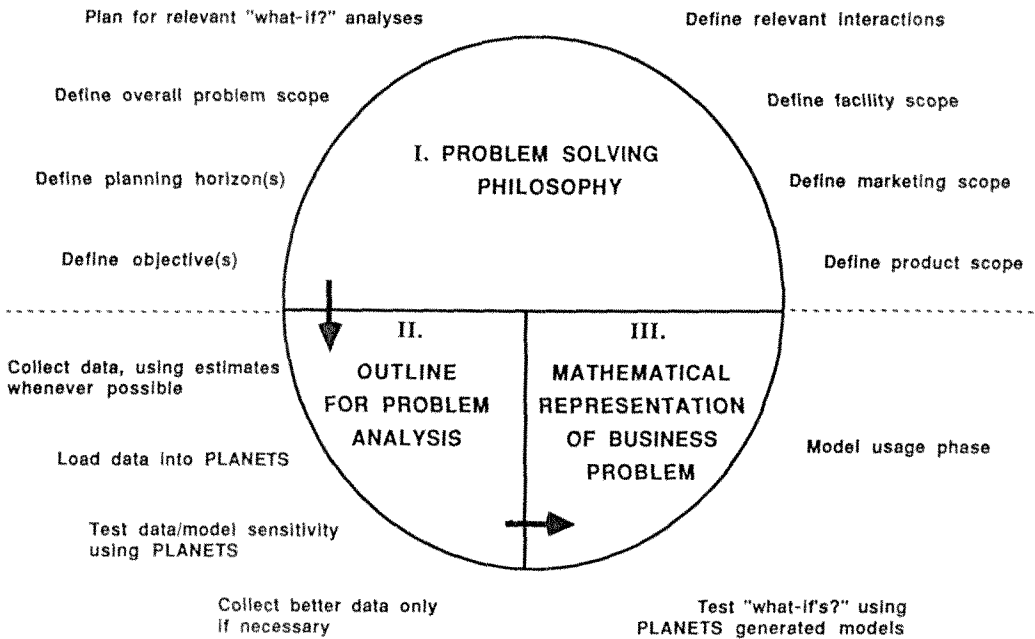 Plan for relevant "what-if?" analyses
Define relevant interactions
Define overall problem scope
Define facility scope
I. PROBLEM SOLVING
PHILOSOPHY
Define planning horizon(s)
Define marketing scope
Define objective(s)
Define product scope
II.
OUTLINE
FOR PROBLEM
ANALYSIS
III.
MATHEMATICAL
REPRESENTATION
OF BUSINESS
PROBLEM
Collect data, using estimates
whenever possible
Load data into PLANETS
Model usage phase
Test data/model sensitivity
using PLANETS
Collect better data only
if necessary
Test "what-if's?" using
PLANETS generated models